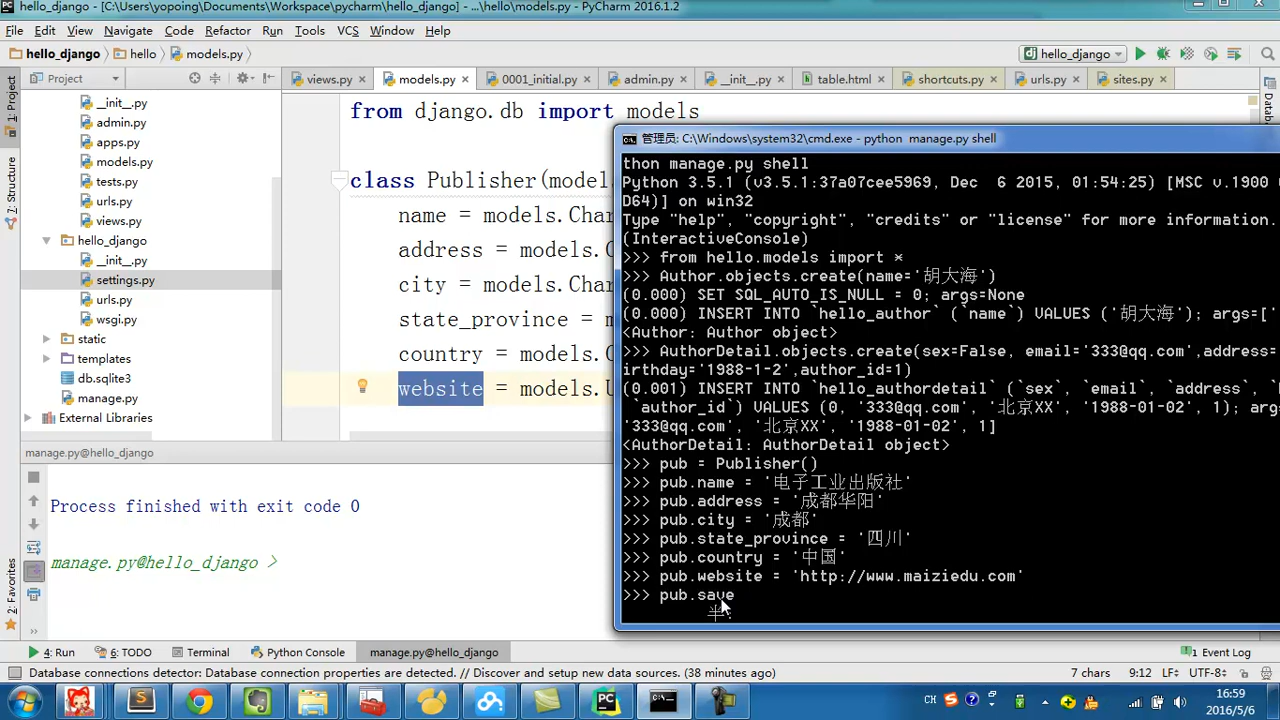 hello_django - [C:\Users\yopoing\Documents\Workspace\pycharm\hello_django] - ...\hello\models.py - PyCharm 2016.1.2
File Edit View Navigate Code Refactor Run Tools VCS Window Help
hello_django hello models.py hello_django
Project views.py models.py 0001_initial.py admin.py __init__.py table.html shortcuts.py urls.py sites.py
1: Project
7: Structure
2: Favorites
Database
__init__.py
admin.py
apps.py
models.py
tests.py
urls.py
views.py
hello_django
__init__.py
settings.py
urls.py
wsgi.py
static
templates
db.sqlite3
manage.py
External Libraries
from django.db import models
class Publisher(model
name = models.Char
address = models.C
city = models.Char
state_province = m
country = models.C
website = models.U
管理员: C:\Windows\system32\cmd.exe - python manage.py shell
thon manage.py shell
Python 3.5.1 (v3.5.1:37a07cee5969, Dec 6 2015, 01:54:25) [MSC v.1900
D64)] on win32
Type "help", "copyright", "credits" or "license" for more information.
(InteractiveConsole)
>>> from hello.models import *
>>> Author.objects.create(name='胡大海')
(0.000) SET SQL_AUTO_IS_NULL = 0; args=None
(0.000) INSERT INTO `hello_author` (`name`) VALUES ('胡大海'); args=['
<Author: Author object>
>>> AuthorDetail.objects.create(sex=False, email='333@qq.com',address=
irthday='1988-1-2',author_id=1)
(0.001) INSERT INTO `hello_authordetail` (`sex`, `email`, `address`,
`author_id`) VALUES (0, '333@qq.com', '北京XX', '1988-01-02', 1); arg
'333@qq.com', '北京XX', '1988-01-02', 1]
<AuthorDetail: AuthorDetail object>
>>> pub = Publisher()
>>> pub.name = '电子工业出版社'
>>> pub.address = '成都华阳'
>>> pub.city = '成都'
>>> pub.state_province = '四川'
>>> pub.country = '中国'
>>> pub.website = 'http://www.maiziedu.com'
>>> pub.save
半:
manage.py@hello_django
Process finished with exit code 0
manage.py@hello_django >
4: Run 6: TODO Terminal Python Console manage.py@hello_django 1 Event Log
Database connections detector: Database connection properties are detected. // Discover and setup new data sources. (38 minutes ago) 7 chars 9:12 LF÷ UTF-8÷
CH 16:59
2016/5/6